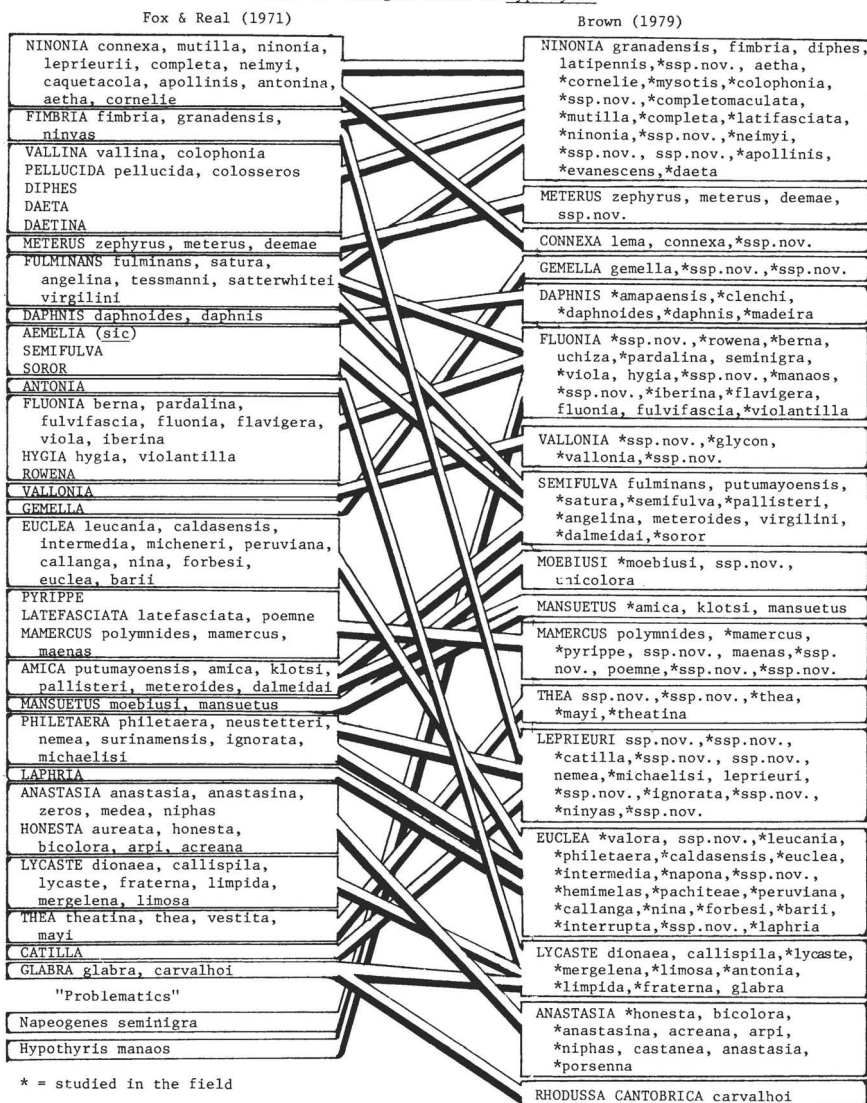 Fox & Real (1971)
NINONIA connexa, mutilla, ninonia,
leprieurii, completa, neimyi,
caquetacola, apollinis, antonina,
aetha, cornelie
FIMBRIA fimbria, granadensis,
ninyas
VALLINA vallina, colophonia
PELLUCIDA pellucida, colosseros
DIPHES
DAETA
DAETINA
METERUS zephyrus, meterus, deemae
FULMINANS fulminans, satura,
angelina, tessmanni, satterwhitei
virgilini
DAPHNIS daphnoides, daphnis
AEMELIA (sic)
SEMIFULVA
SOROR
ANTONIA
FLUONIA berna, pardalina,
fulvifascia, fluonia, flavigera,
viola, iberina
HYGIA hygia, violantilla
ROWENA
VALLONIA
GEMELLA
EUCLEA leucania, caldasensis,
intermedia, micheneri, peruviana,
callanga, nina, forbesi,
euclea, barii
PYRIPPE
LATEFASCIATA latefasciata, poemne
MAMERCUS polymnides, mamercus,
maenas
AMICA putumayoensis, amica, klotsi,
pallisteri, meteroides, dalmeidai
MANSUETUS moebiusi, mansuetus
PHILETAERA philetaera, neustetteri,
nemea, surinamensis, ignorata,
michaelisi
LAPHRIA
ANASTASIA anastasia, anastasina,
zeros, medea, niphas
HONESTA aureata, honesta,
bicolora, arpi, acreana
LYCASTE dionaea, callispila,
lycaste, fraterna, limpida,
mergelena, limosa
THEA theatina, thea, vestita,
mayi
CATILLA
GLABRA glabra, carvalhoi
"Problematics"
Napeogenes seminigra
Hypothyris manaos
* = studied in the field
Brown (1979)
NINONIA granadensis, fimbria, diphes,
latipennis,*ssp.nov., aetha,
*cornelie,*mysotis,*colophonia,
*ssp.nov.,*completomaculata,
*mutilla,*completa,*latifasciata,
*ninonia,*ssp.nov.,*neimyi,
*ssp.nov., ssp.nov.,*apollinis,
*evanescens,*daeta
METERUS zephyrus, meterus, deemae,
ssp.nov.
CONNEXA lema, connexa,*ssp.nov.
GEMELLA gemella,*ssp.nov.,*ssp.nov.
DAPHNIS *amapaensis,*clenchi,
*daphnoides,*daphnis,*madeira
FLUONIA *ssp.nov.,*rowena,*berna,
uchiza,*pardalina, seminigra,
*viola, hygia,*ssp.nov.,*manaos,
*ssp.nov.,*iberina,*flavigera,
fluonia, fulvifascia,*violantilla
VALLONIA *ssp.nov.,*glycon,
*vallonia,*ssp.nov.
SEMIFULVA fulminans, putumayoensis,
*satura,*semifulva,*pallisteri,
*angelina, meteroides, virgilini,
*dalmeidai,*soror
MOEBIUSI *moebiusi, ssp.nov.,
unicolora
MANSUETUS *amica, klotsi, mansuetus
MAMERCUS polymnides, *mamercus,
*pyrippe, ssp.nov., maenas,*ssp.
nov., poemne,*ssp.nov.,*ssp.nov.
THEA ssp.nov.,*ssp.nov.,*thea,
*mayi,*theatina
LEPRIEURI ssp.nov.,*ssp.nov.,
*catilla,*ssp.nov., ssp.nov.,
nemea,*michaelisi, leprieuri,
*ssp.nov.,*ignorata,*ssp.nov.,
*ninyas,*ssp.nov.
EUCLEA *valora, ssp.nov.,*leucania,
*philetaera,*caldasensis,*euclea,
*intermedia,*napona,*ssp.nov.,
*hemimelas,*pachiteae,*peruviana,
*callanga,*nina,*forbesi,*barii,
*interrupta,*ssp.nov.,*laphria
LYCASTE dionaea, callispila,*lycaste,
*mergelena,*limosa,*antonia,
*limpida,*fraterna, glabra
ANASTASIA *honesta, bicolora,
*anastasina, acreana, arpi,
*niphas, castanea, anastasia,
*porsenna
RHODUSSA CANTOBRICA carvalhoi